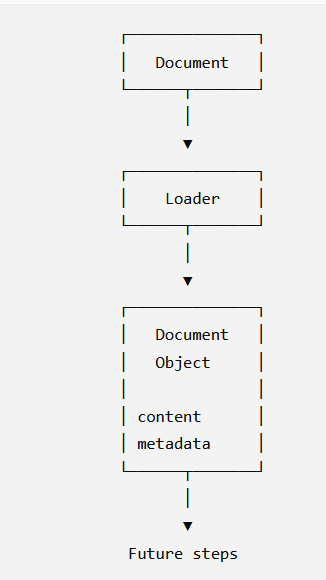 Document
Loader
Document
Object
content
metadata
Future steps